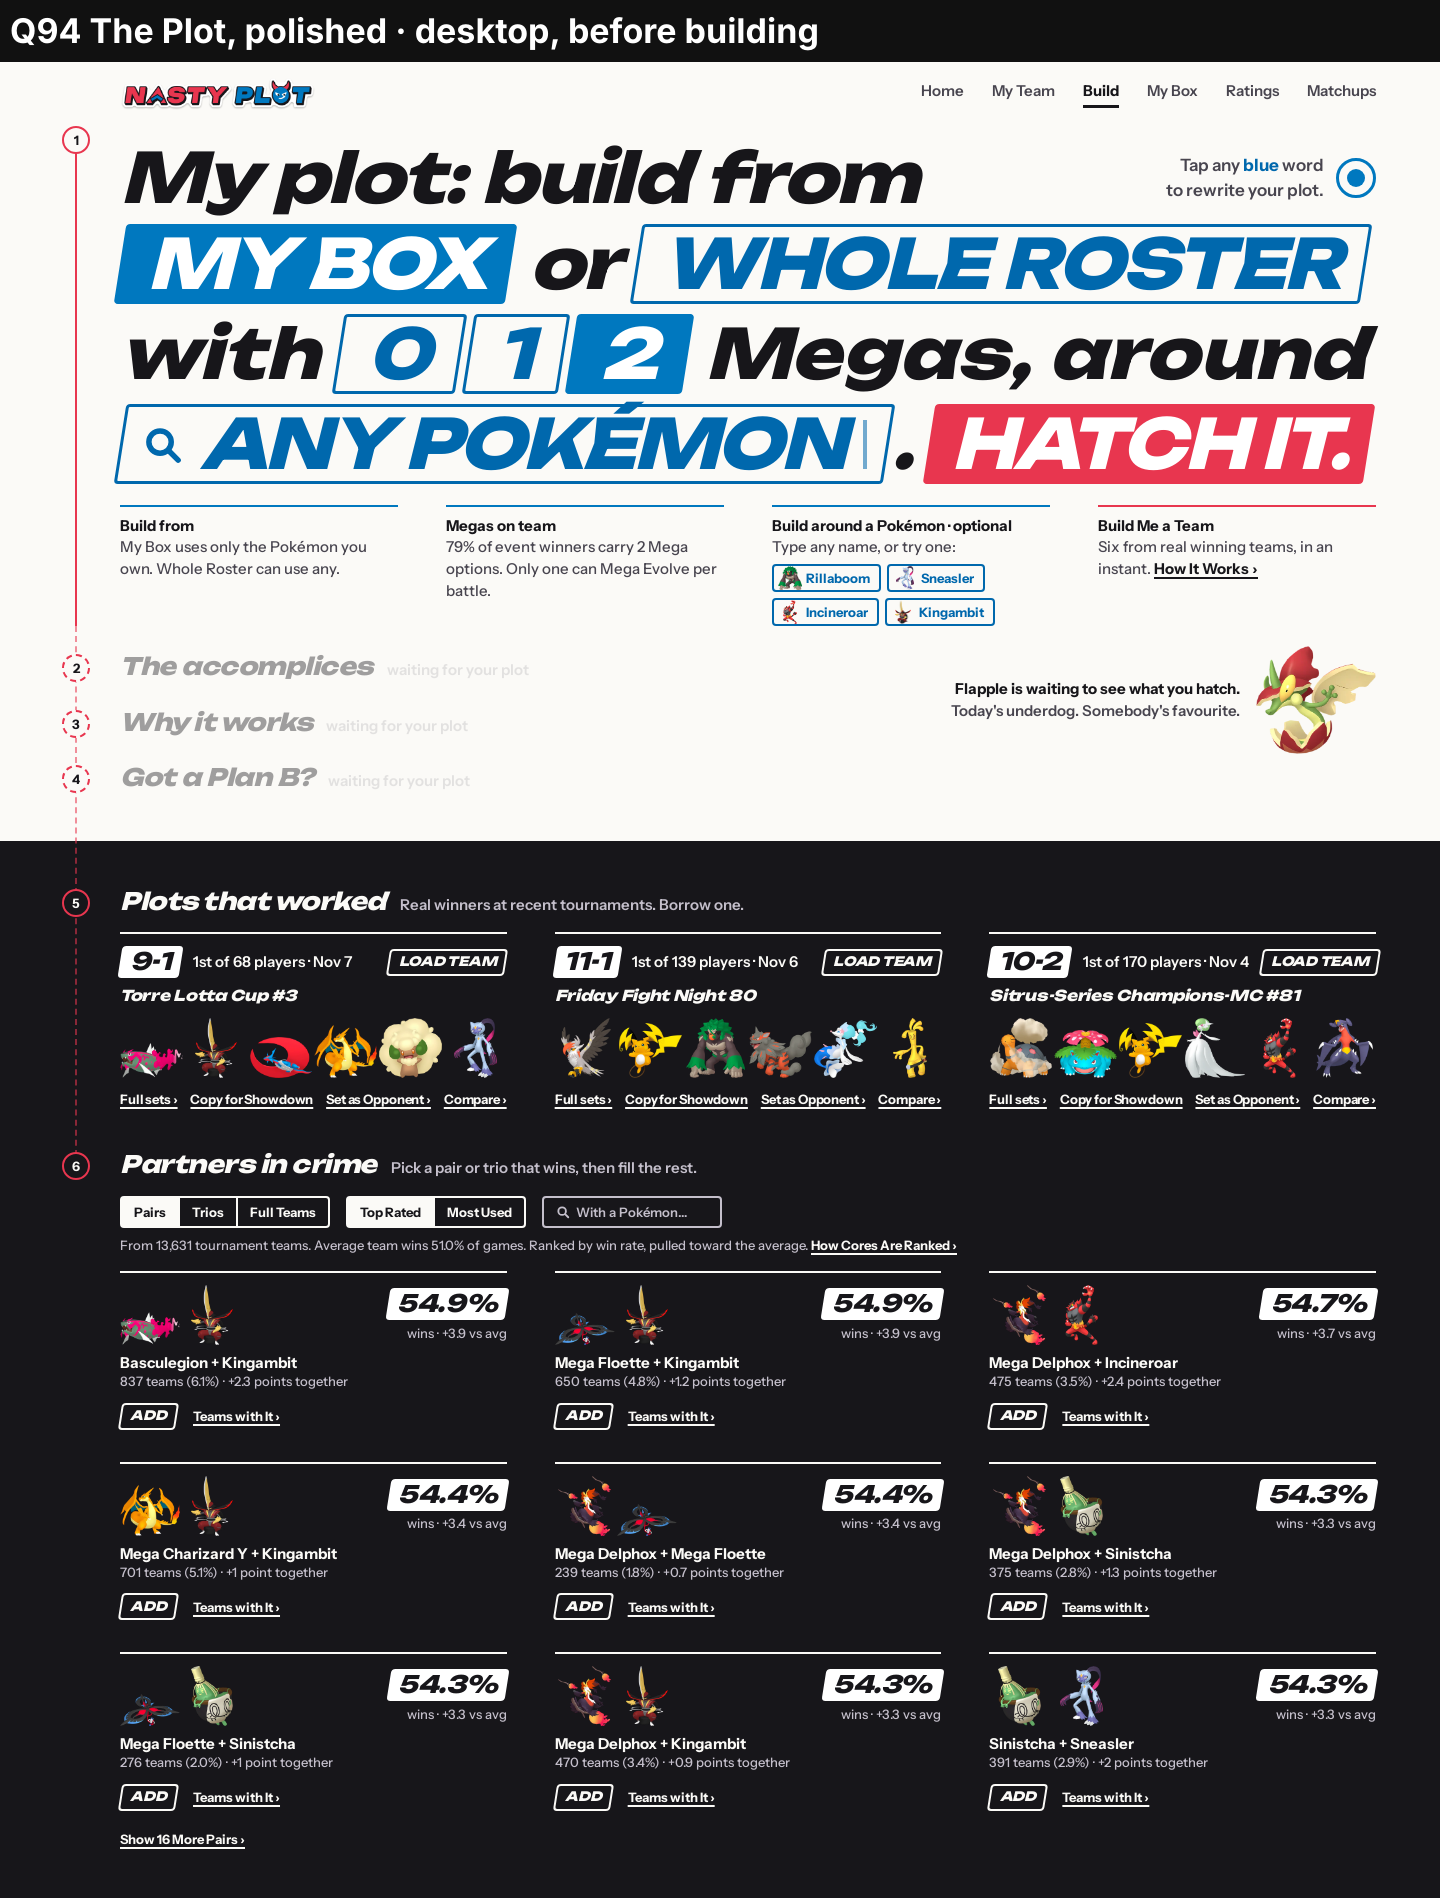 Q94 The Plot, polished · desktop, before building
NASTY PLOT
Home My Team Build My Box Ratings Matchups
1
My plot: build from
Tap any blue word
to rewrite your plot.
MY BOX or WHOLE ROSTER
with 0 1 2 Megas, around
ANY POKÉMON . HATCH IT.
Build from
My Box uses only the Pokémon you
own. Whole Roster can use any.
Megas on team
79% of event winners carry 2 Mega
options. Only one can Mega Evolve per
battle.
Build around a Pokémon · optional
Type any name, or try one:
Rillaboom Sneasler
Incineroar Kingambit
Build Me a Team
Six from real winning teams, in an
instant. How It Works ›
2 The accomplices waiting for your plot
3 Why it works waiting for your plot
4 Got a Plan B? waiting for your plot
Flapple is waiting to see what you hatch.
Today's underdog. Somebody's favourite.
5 Plots that worked Real winners at recent tournaments. Borrow one.
9-1 1st of 68 players · Nov 7 LOAD TEAM
Torre Lotta Cup #3
Full sets › Copy for Showdown Set as Opponent › Compare ›
11-1 1st of 139 players · Nov 6 LOAD TEAM
Friday Fight Night 80
Full sets › Copy for Showdown Set as Opponent › Compare ›
10-2 1st of 170 players · Nov 4 LOAD TEAM
Sitrus-Series Champions-MC #81
Full sets › Copy for Showdown Set as Opponent › Compare ›
6 Partners in crime Pick a pair or trio that wins, then fill the rest.
Pairs Trios Full Teams Top Rated Most Used With a Pokémon...
From 13,631 tournament teams. Average team wins 51.0% of games. Ranked by win rate, pulled toward the average. How Cores Are Ranked ›
54.9%
wins · +3.9 vs avg
Basculegion + Kingambit
837 teams (6.1%) · +2.3 points together
ADD Teams with It ›
54.9%
wins · +3.9 vs avg
Mega Floette + Kingambit
650 teams (4.8%) · +1.2 points together
ADD Teams with It ›
54.7%
wins · +3.7 vs avg
Mega Delphox + Incineroar
475 teams (3.5%) · +2.4 points together
ADD Teams with It ›
54.4%
wins · +3.4 vs avg
Mega Charizard Y + Kingambit
701 teams (5.1%) · +1 point together
ADD Teams with It ›
54.4%
wins · +3.4 vs avg
Mega Delphox + Mega Floette
239 teams (1.8%) · +0.7 points together
ADD Teams with It ›
54.3%
wins · +3.3 vs avg
Mega Delphox + Sinistcha
375 teams (2.8%) · +1.3 points together
ADD Teams with It ›
54.3%
wins · +3.3 vs avg
Mega Floette + Sinistcha
276 teams (2.0%) · +1 point together
ADD Teams with It ›
54.3%
wins · +3.3 vs avg
Mega Delphox + Kingambit
470 teams (3.4%) · +0.9 points together
ADD Teams with It ›
54.3%
wins · +3.3 vs avg
Sinistcha + Sneasler
391 teams (2.9%) · +2 points together
ADD Teams with It ›
Show 16 More Pairs ›